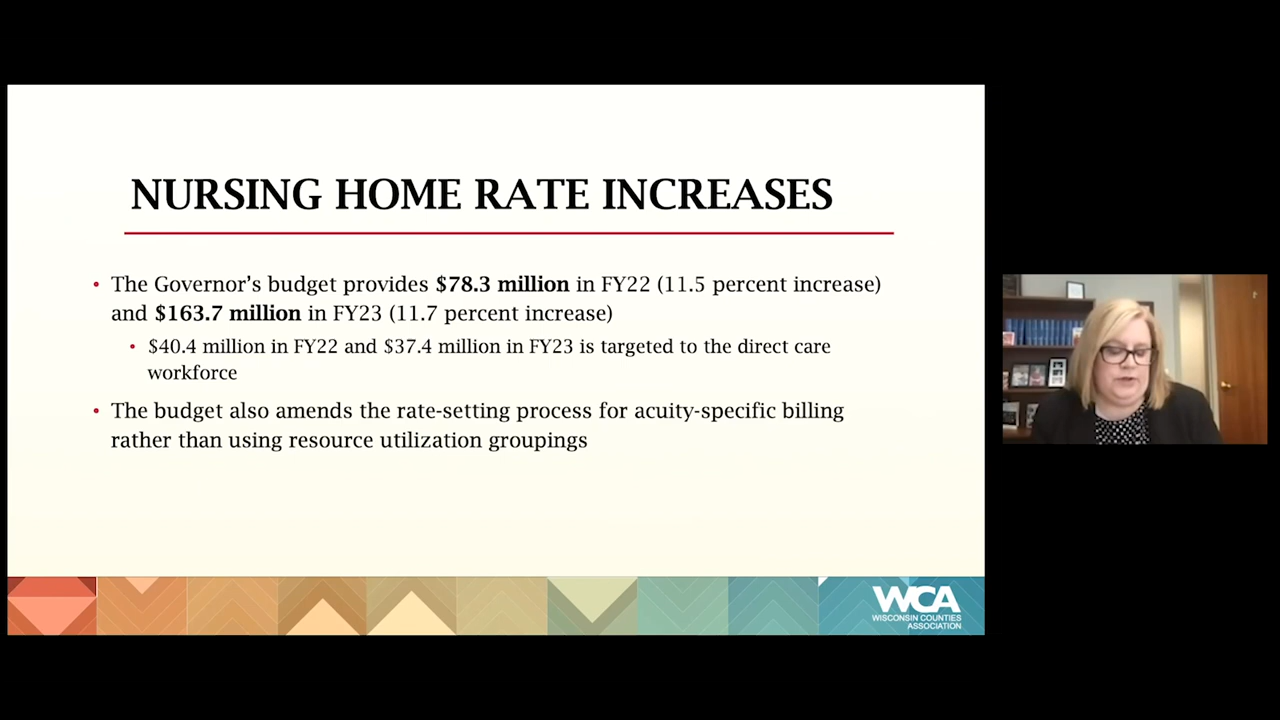 NURSING HOME RATE INCREASES
• The Governor's budget provides $78.3 million in FY22 (11.5 percent increase)
and $163.7 million in FY23 (11.7 percent increase)
• $40.4 million in FY22 and $37.4 million in FY23 is targeted to the direct care
workforce
• The budget also amends the rate-setting process for acuity-specific billing
rather than using resource utilization groupings
WCA
WISCONSIN COUNTIES
ASSOCIATION